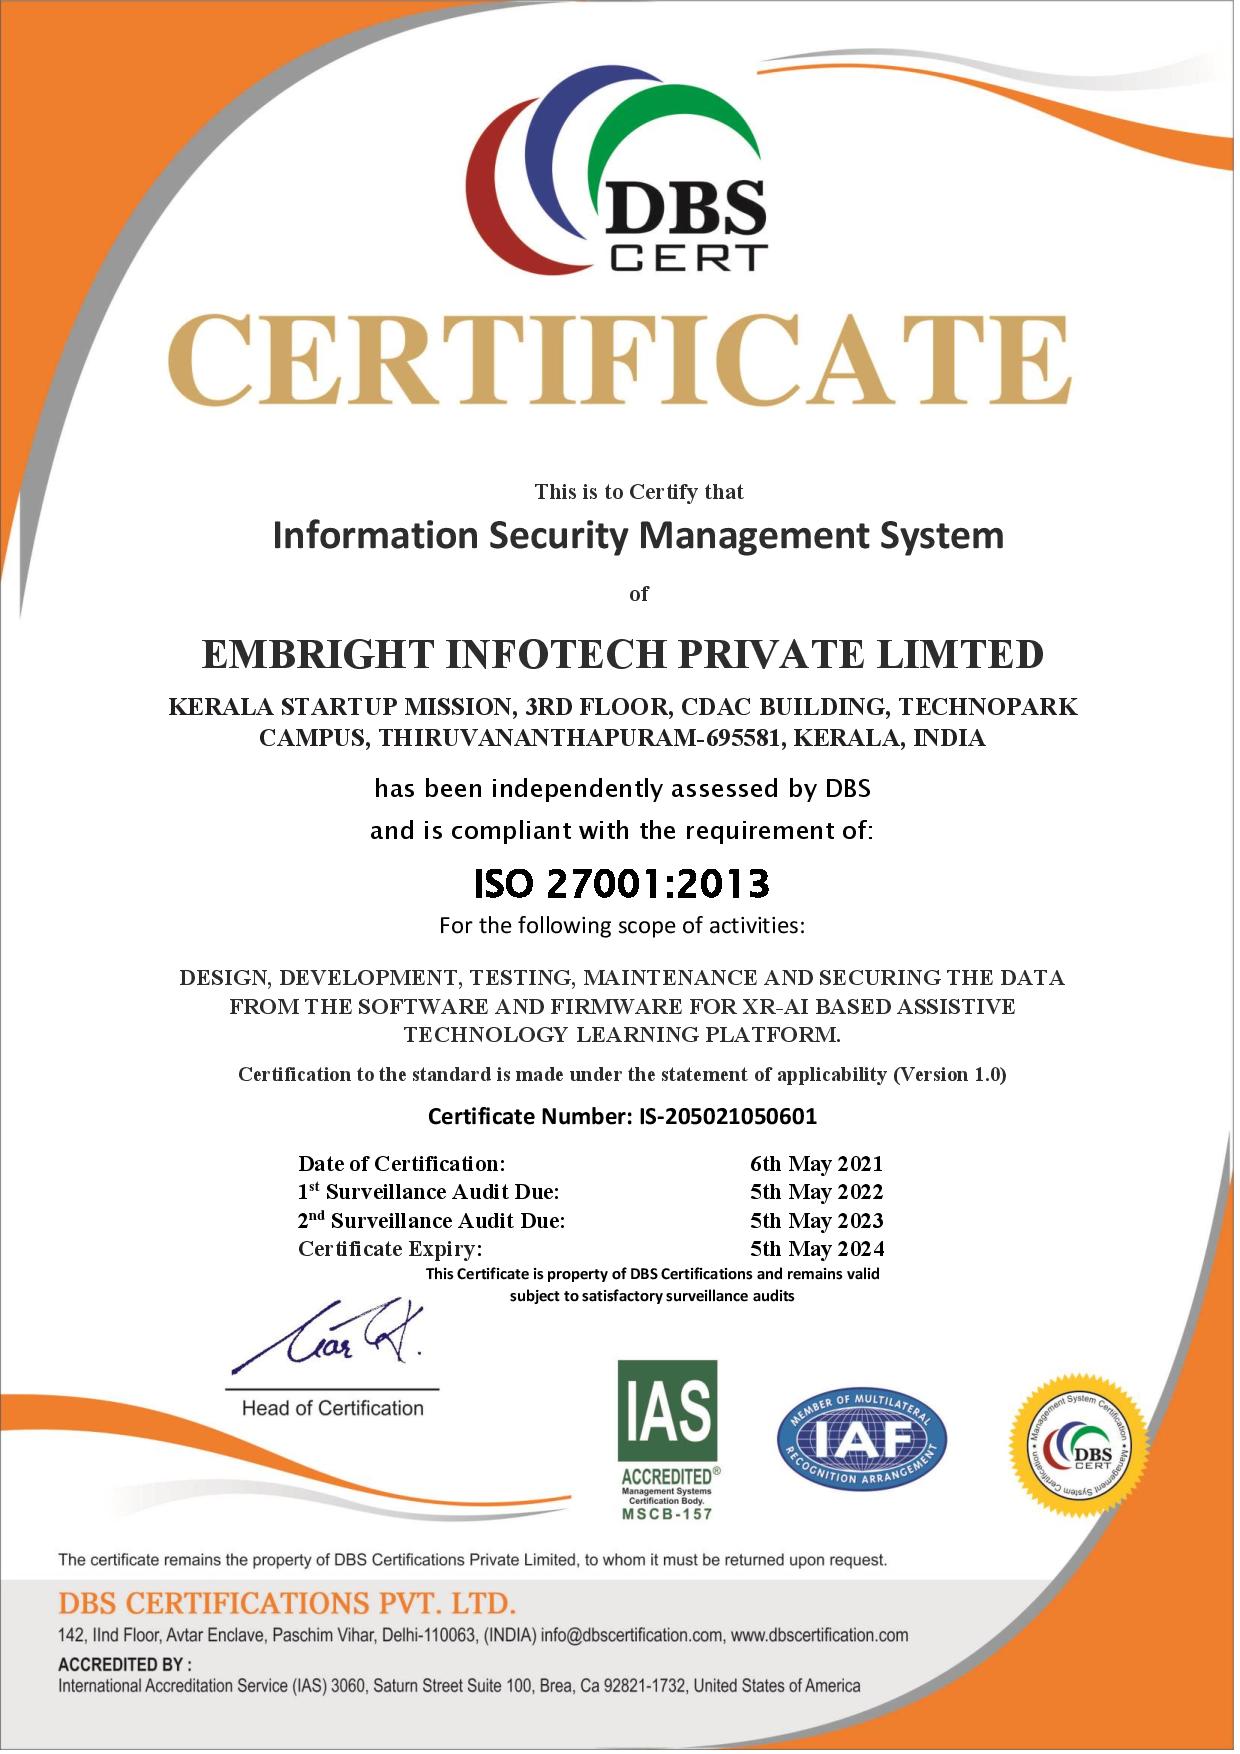 DBS
CERT
CERTIFICATE
This is to Certify that
Information Security Management System
of
EMBRIGHT INFOTECH PRIVATE LIMTED
KERALA STARTUP MISSION, 3RD FLOOR, CDAC BUILDING, TECHNOPARK
CAMPUS, THIRUVANANTHAPURAM-695581, KERALA, INDIA
has been independently assessed by DBS
and is compliant with the requirement of:
ISO 27001:2013
For the following scope of activities:
DESIGN, DEVELOPMENT, TESTING, MAINTENANCE AND SECURING THE DATA
FROM THE SOFTWARE AND FIRMWARE FOR XR-AI BASED ASSISTIVE
TECHNOLOGY LEARNING PLATFORM.
Certification to the standard is made under the statement of applicability (Version 1.0)
Certificate Number: IS-205021050601
Date of Certification: 6th May 2021
1st Surveillance Audit Due: 5th May 2022
2nd Surveillance Audit Due: 5th May 2023
Certificate Expiry: 5th May 2024
This Certificate is property of DBS Certifications and remains valid
subject to satisfactory surveillance audits
Head of Certification
IAS
ACCREDITED®
Management Systems
Certification Body.
MSCB-157
MEMBER OF MULTILATERAL
IAF
RECOGNITION ARRANGEMENT
Management System Certification • Management System Certification •
DBS
CERT
The certificate remains the property of DBS Certifications Private Limited, to whom it must be returned upon request.
DBS CERTIFICATIONS PVT. LTD.
142, IInd Floor, Avtar Enclave, Paschim Vihar, Delhi-110063, (INDIA) info@dbscertification.com, www.dbscertification.com
ACCREDITED BY :
International Accreditation Service (IAS) 3060, Saturn Street Suite 100, Brea, Ca 92821-1732, United States of America